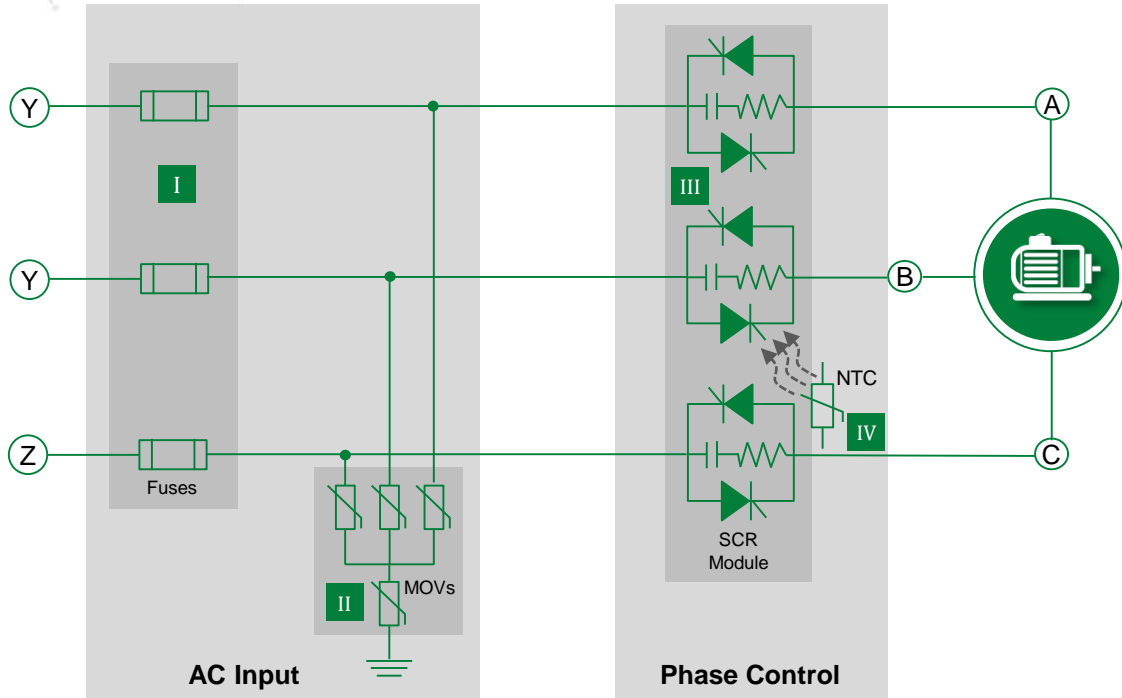 Y
A
I
III
Y
B
NTC
IV
Z
C
Fuses
SCR
Module
MOVs
II
AC Input
Phase Control